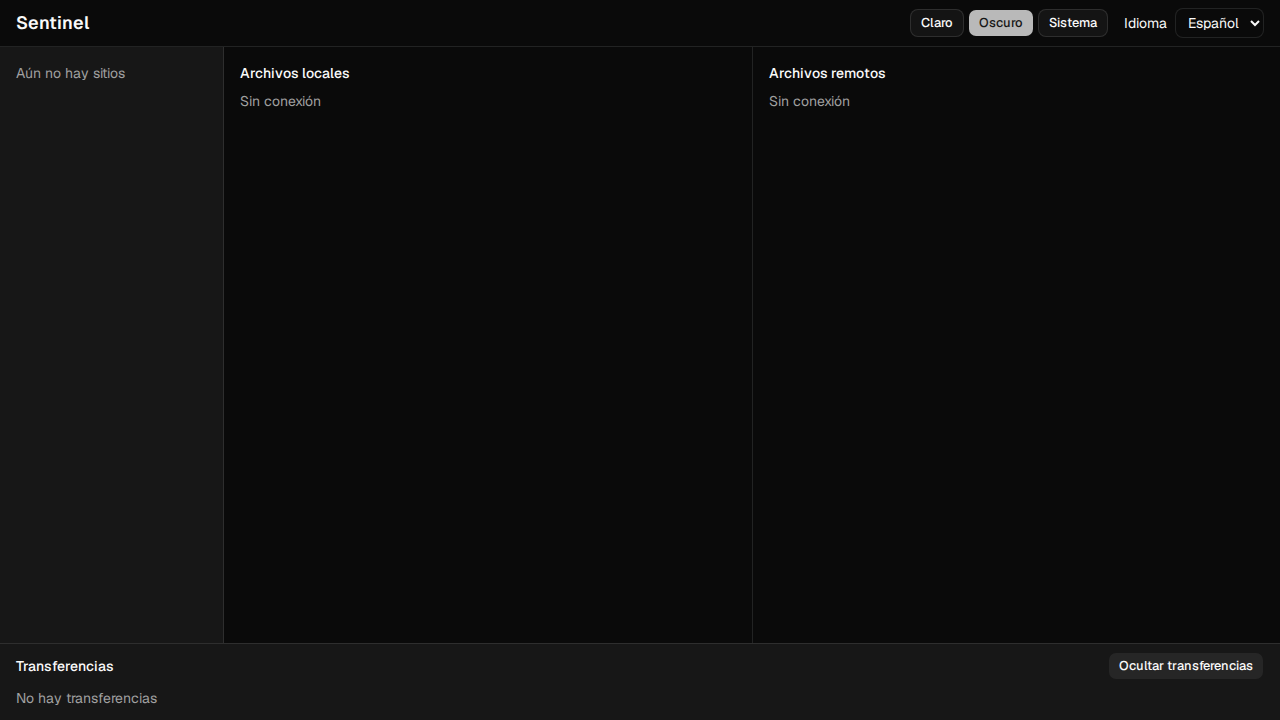 Sentinel
Claro
Oscuro
Sistema
Idioma
Español
Aún no hay sitios
Archivos locales
Sin conexión
Archivos remotos
Sin conexión
Transferencias
Ocultar transferencias
No hay transferencias